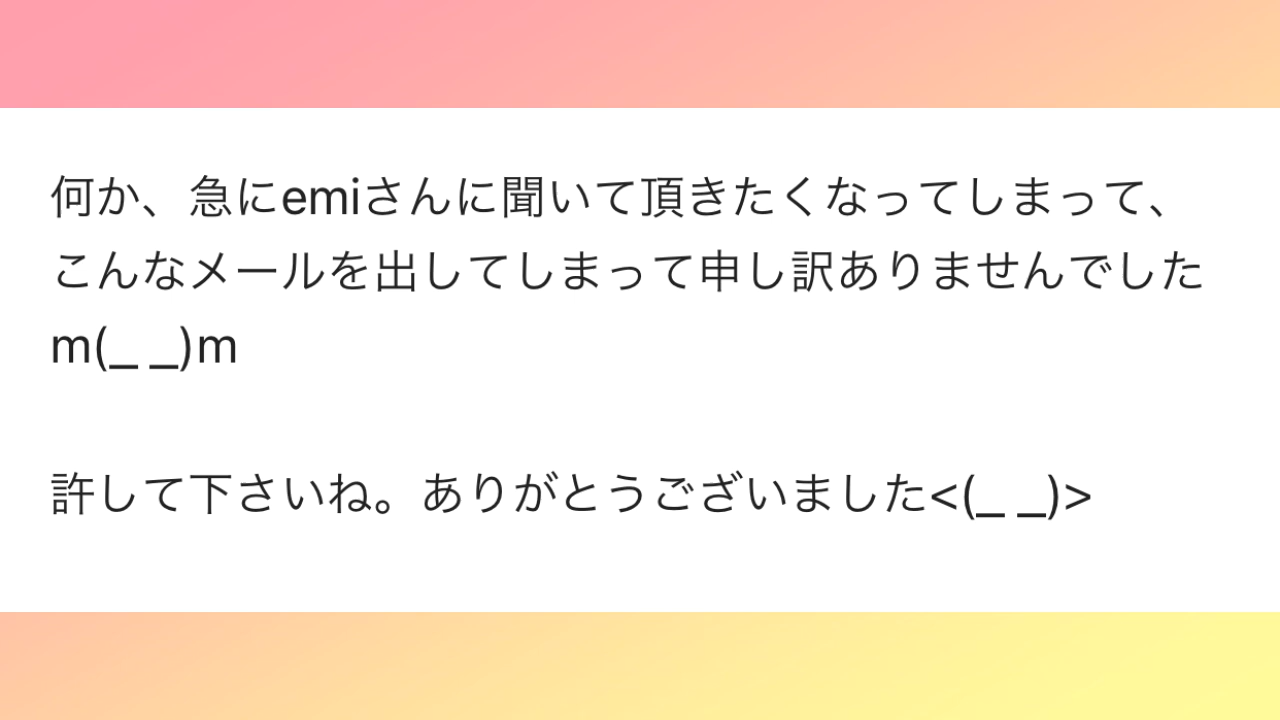 何か、急にemiさんに聞いて頂きたくなってしまって、
こんなメールを出してしまって申し訳ありませんでした
m(_ _)m
許して下さいね。ありがとうございました<(_ _)>